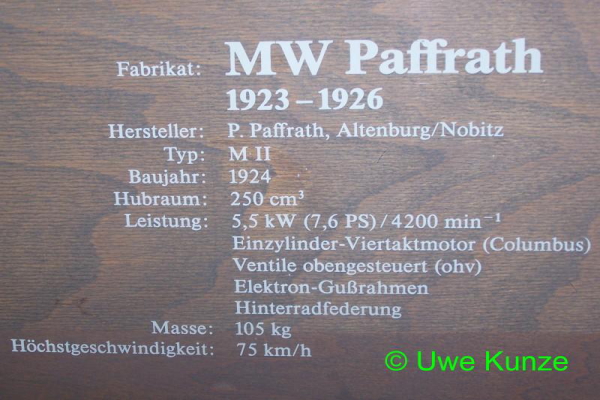 Fabrikat: MW Paffrath
1923 – 1926
Hersteller: P. Paffrath, Altenburg/Nobitz
Typ: M II
Baujahr: 1924
Hubraum: 250 cm³
Leistung: 5,5 kW (7,6 PS) / 4200 min⁻¹
Einzylinder-Viertaktmotor (Columbus)
Ventile obengesteuert (ohv)
Elektron-Gußrahmen
Hinterradfederung
Masse: 105 kg
Höchstgeschwindigkeit: 75 km/h
© Uwe Kunze